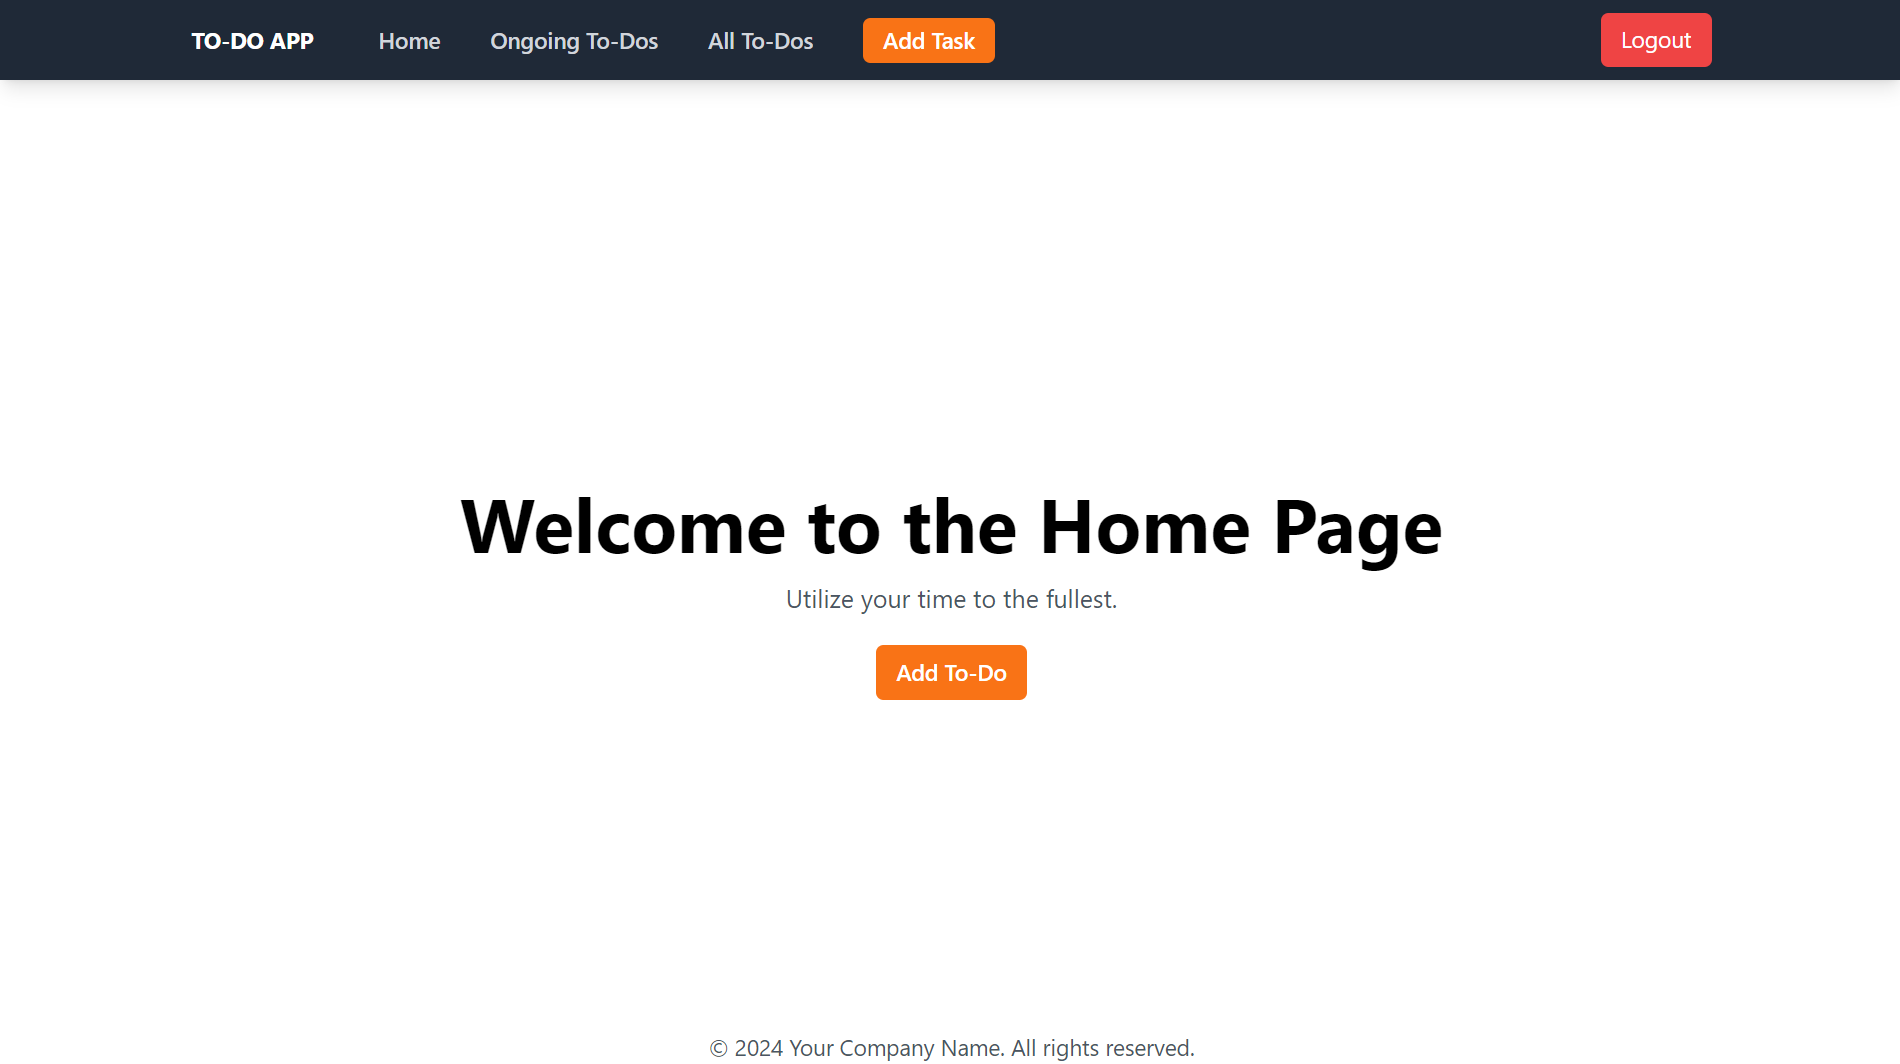 TO-DO APP Home Ongoing To-Dos All To-Dos Add Task Logout
Welcome to the Home Page
Utilize your time to the fullest.
Add To-Do
© 2024 Your Company Name. All rights reserved.